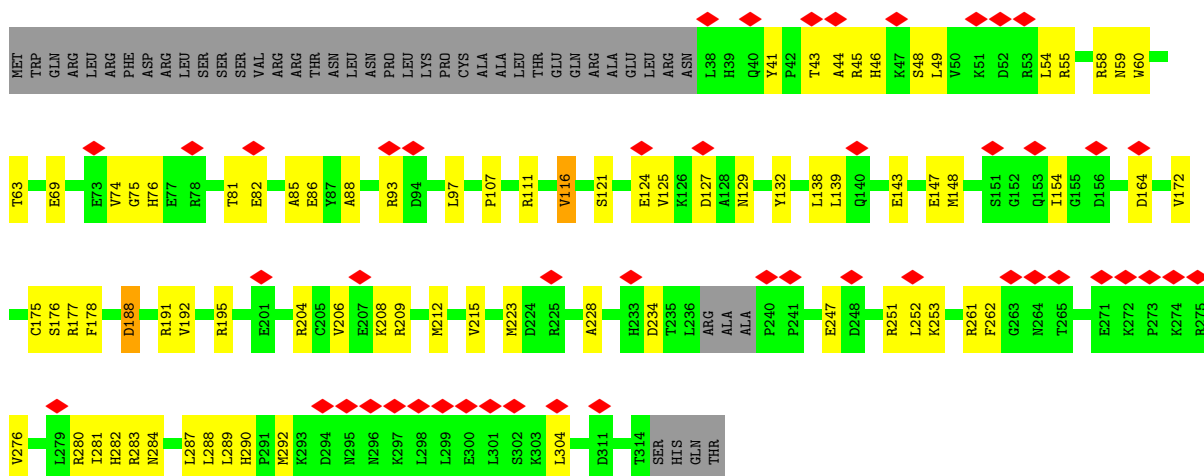 MET TRP GLN ARG LEU ARG PHE ASP ARG LEU SER SER SER VAL ARG ARG THR ASN LEU ASN PRO LEU LYS PRO CYS ALA ALA LEU THR GLU GLN ARG ALA GLU LEU ARG ASN L38 H39 Q40 Y41 P42 T43 A44 R45 H46 K47 S48 L49 V50 K51 D52 R53 L54 R55 R58 N59 W60
T63 E69 E73 V74 G75 H76 E77 R78 T81 E82 A85 E86 Y87 A88 R93 D94 L97 P107 R111 V116 S121 E124 V125 K126 D127 A128 N129 Y132 L138 L139 Q140 E143 E147 M148 S151 G152 Q153 I154 G155 D156 D164 V172
C175 S176 R177 F178 D188 R191 V192 R195 E201 R204 C205 V206 E207 K208 R209 M212 V215 M223 D224 R225 A228 H233 D234 T235 L236 ARG ALA ALA P240 P241 E247 D248 R251 L252 K253 R261 F262 G263 N264 T265 E271 K272 P273 K274 R275
V276 L279 R280 I281 H282 R283 N284 L287 L288 L289 H290 P291 M292 K293 D294 N295 N296 K297 L298 L299 E300 L301 S302 K303 L304 D311 T314 SER HIS GLN THR